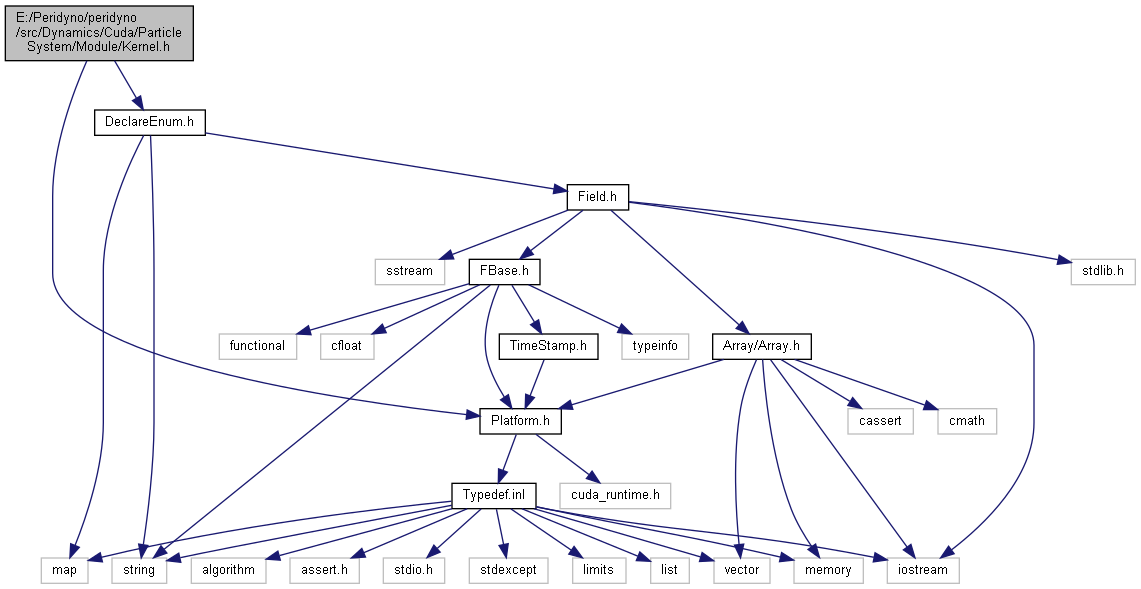 E:/Peridyno/peridyno
/src/Dynamics/Cuda/Particle
System/Module/Kernel.h
DeclareEnum.h
Field.h
sstream
FBase.h
stdlib.h
functional
cfloat
TimeStamp.h
typeinfo
Array/Array.h
Platform.h
cassert
cmath
Typedef.inl
cuda_runtime.h
map
string
algorithm
assert.h
stdio.h
stdexcept
limits
list
vector
memory
iostream